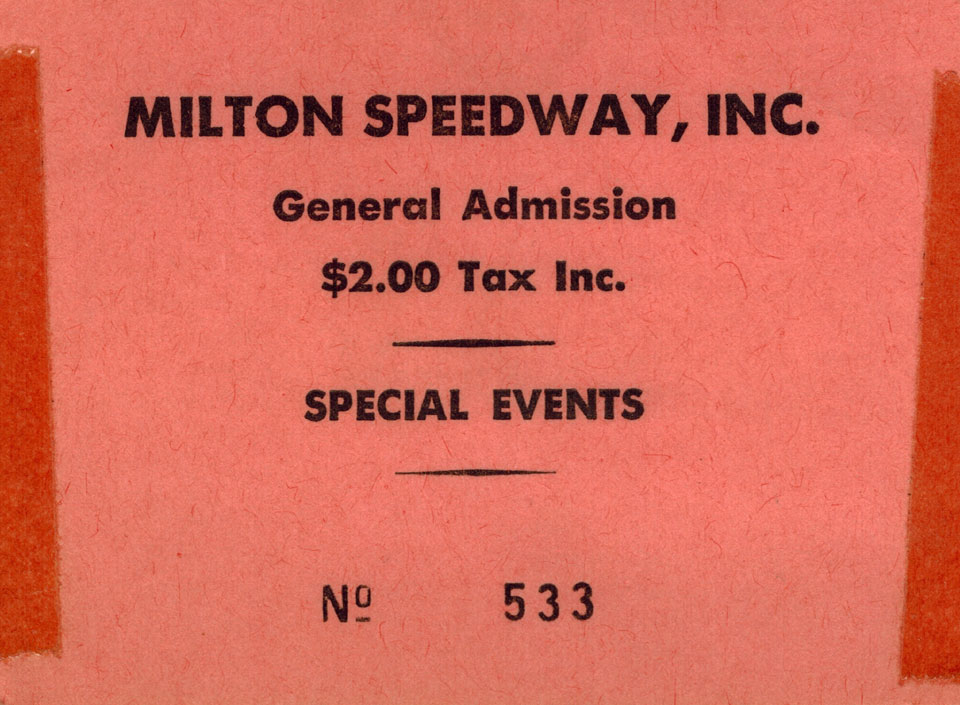 MILTON SPEEDWAY, INC.
General Admission
$2.00 Tax Inc.
SPECIAL EVENTS
Nº 533